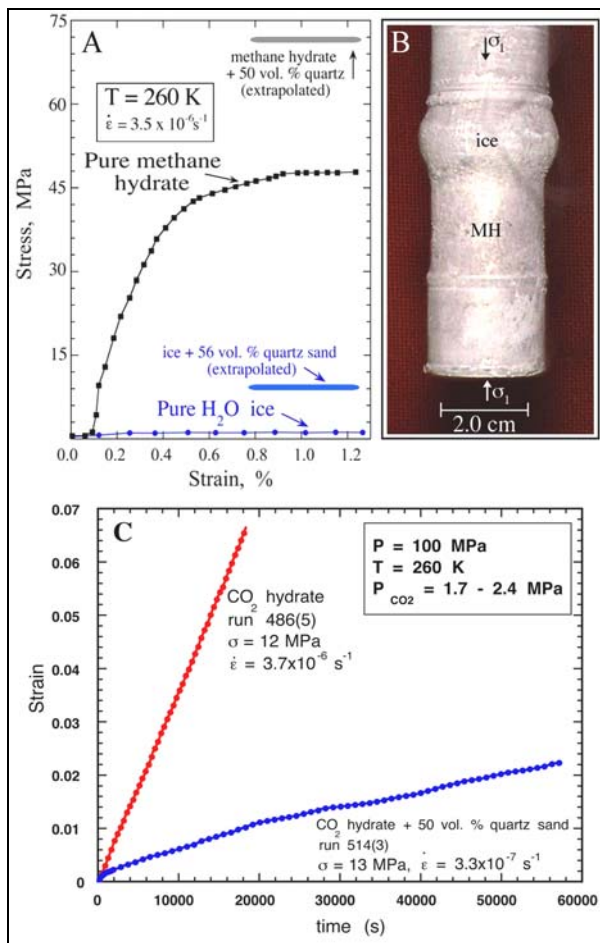 A
methane hydrate
+ 50 vol. % quartz
(extrapolated)
T = 260 K
ε̇ = 3.5 x 10⁻⁶s⁻¹
Pure methane
hydrate
ice + 56 vol. % quartz sand
(extrapolated)
Pure H₂O ice
75
60
45
30
15
Stress, MPa
0.0 0.2 0.4 0.6 0.8 1.0 1.2
Strain, %
B
σ₁
ice
MH
σ₁
2.0 cm
C
P = 100 MPa
T = 260 K
P CO2 = 1.7 - 2.4 MPa
CO₂ hydrate
run 486(5)
σ = 12 MPa
ε̇ = 3.7x10⁻⁶ s⁻¹
CO₂ hydrate + 50 vol. % quartz sand
run 514(3)
σ = 13 MPa, ε̇ = 3.3x10⁻⁷ s⁻¹
0.07
0.06
0.05
0.04
0.03
0.02
0.01
0
Strain
0 10000 20000 30000 40000 50000 60000
time (s)